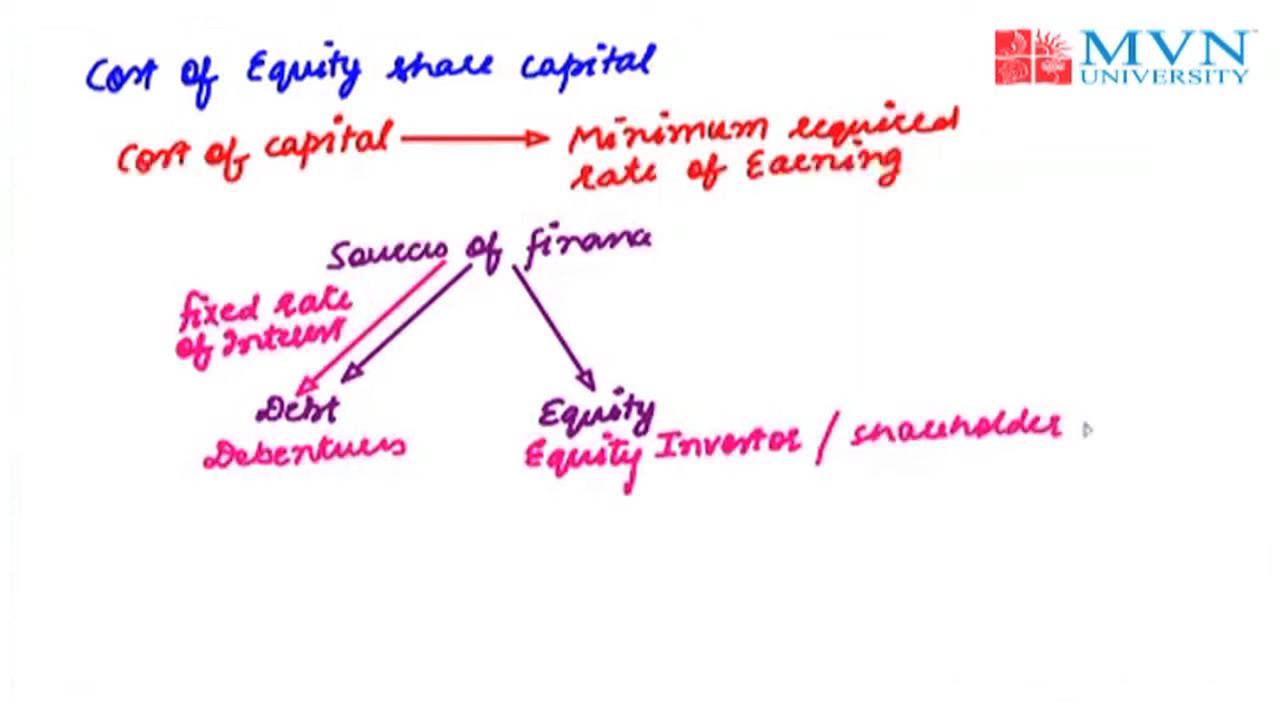 Cost of Equity share capital
MVN
UNIVERSITY
Cost of capital → Minimum required
rate of Earning
Sources of finance
fixed rate
of Interest
Debt
Debentures
Equity
Equity Investor / shareholder